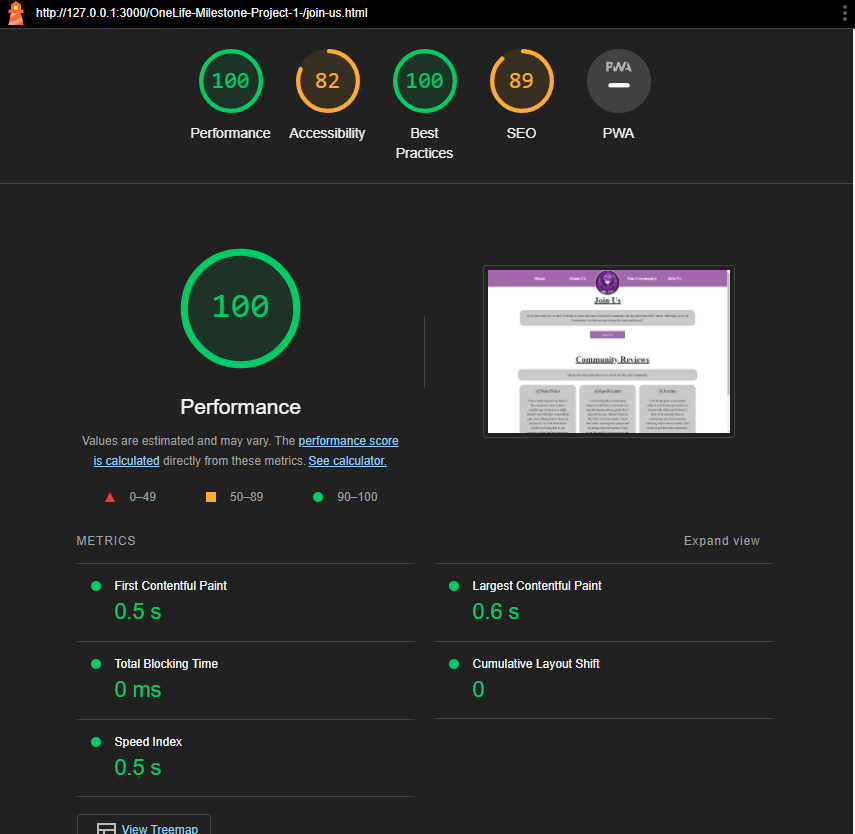 http://127.0.0.1:3000/OneLife-Milestone-Project-1-/join-us.html
100
82
100
89
PWA
Performance
Accessibility
Best
Practices
SEO
PWA
100
Performance
Values are estimated and may vary. The performance score
is calculated directly from these metrics. See calculator.
0–49
50–89
90–100
Home
About Us
Our Community
Join Us
Join Us
Community Reviews
METRICS
Expand view
First Contentful Paint
0.5 s
Largest Contentful Paint
0.6 s
Total Blocking Time
0 ms
Cumulative Layout Shift
0
Speed Index
0.5 s
View Treemap